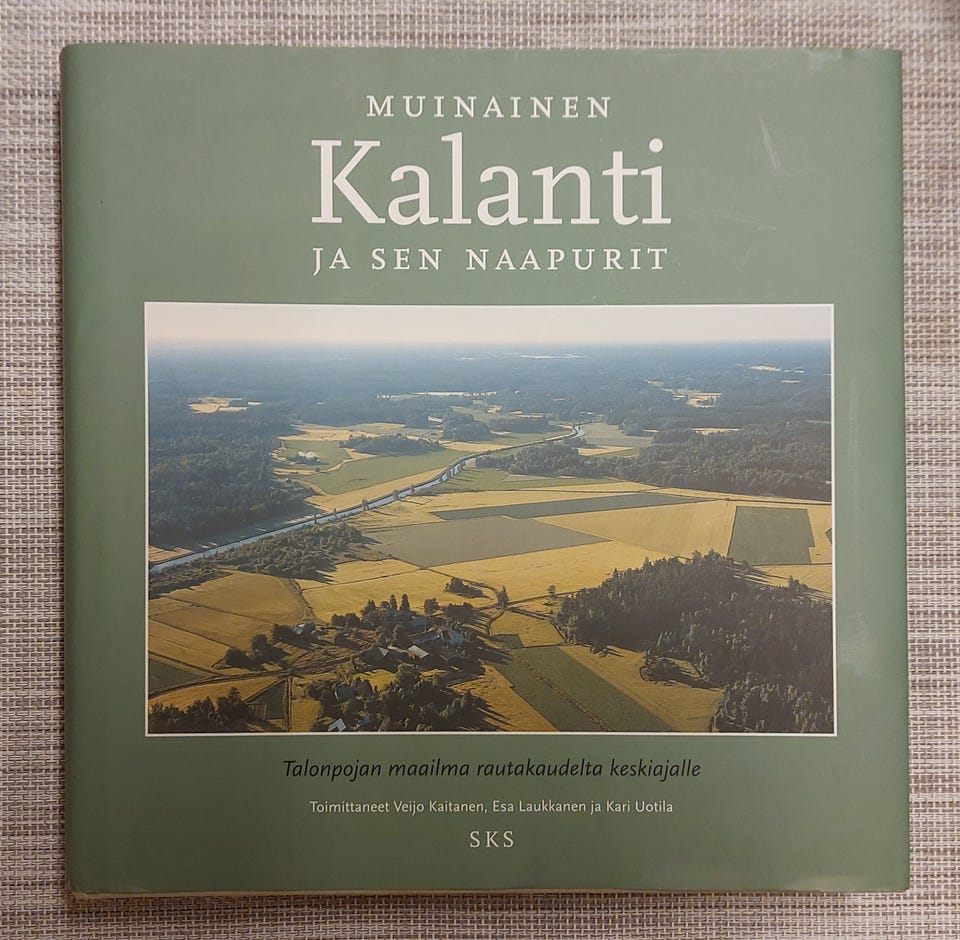 MUINAINEN
Kalanti
JA SEN NAAPURIT
Talonpojan maailma rautakaudelta keskiajalle
Toimittaneet Veijo Kaitanen, Esa Laukkanen ja Kari Uotila
SKS